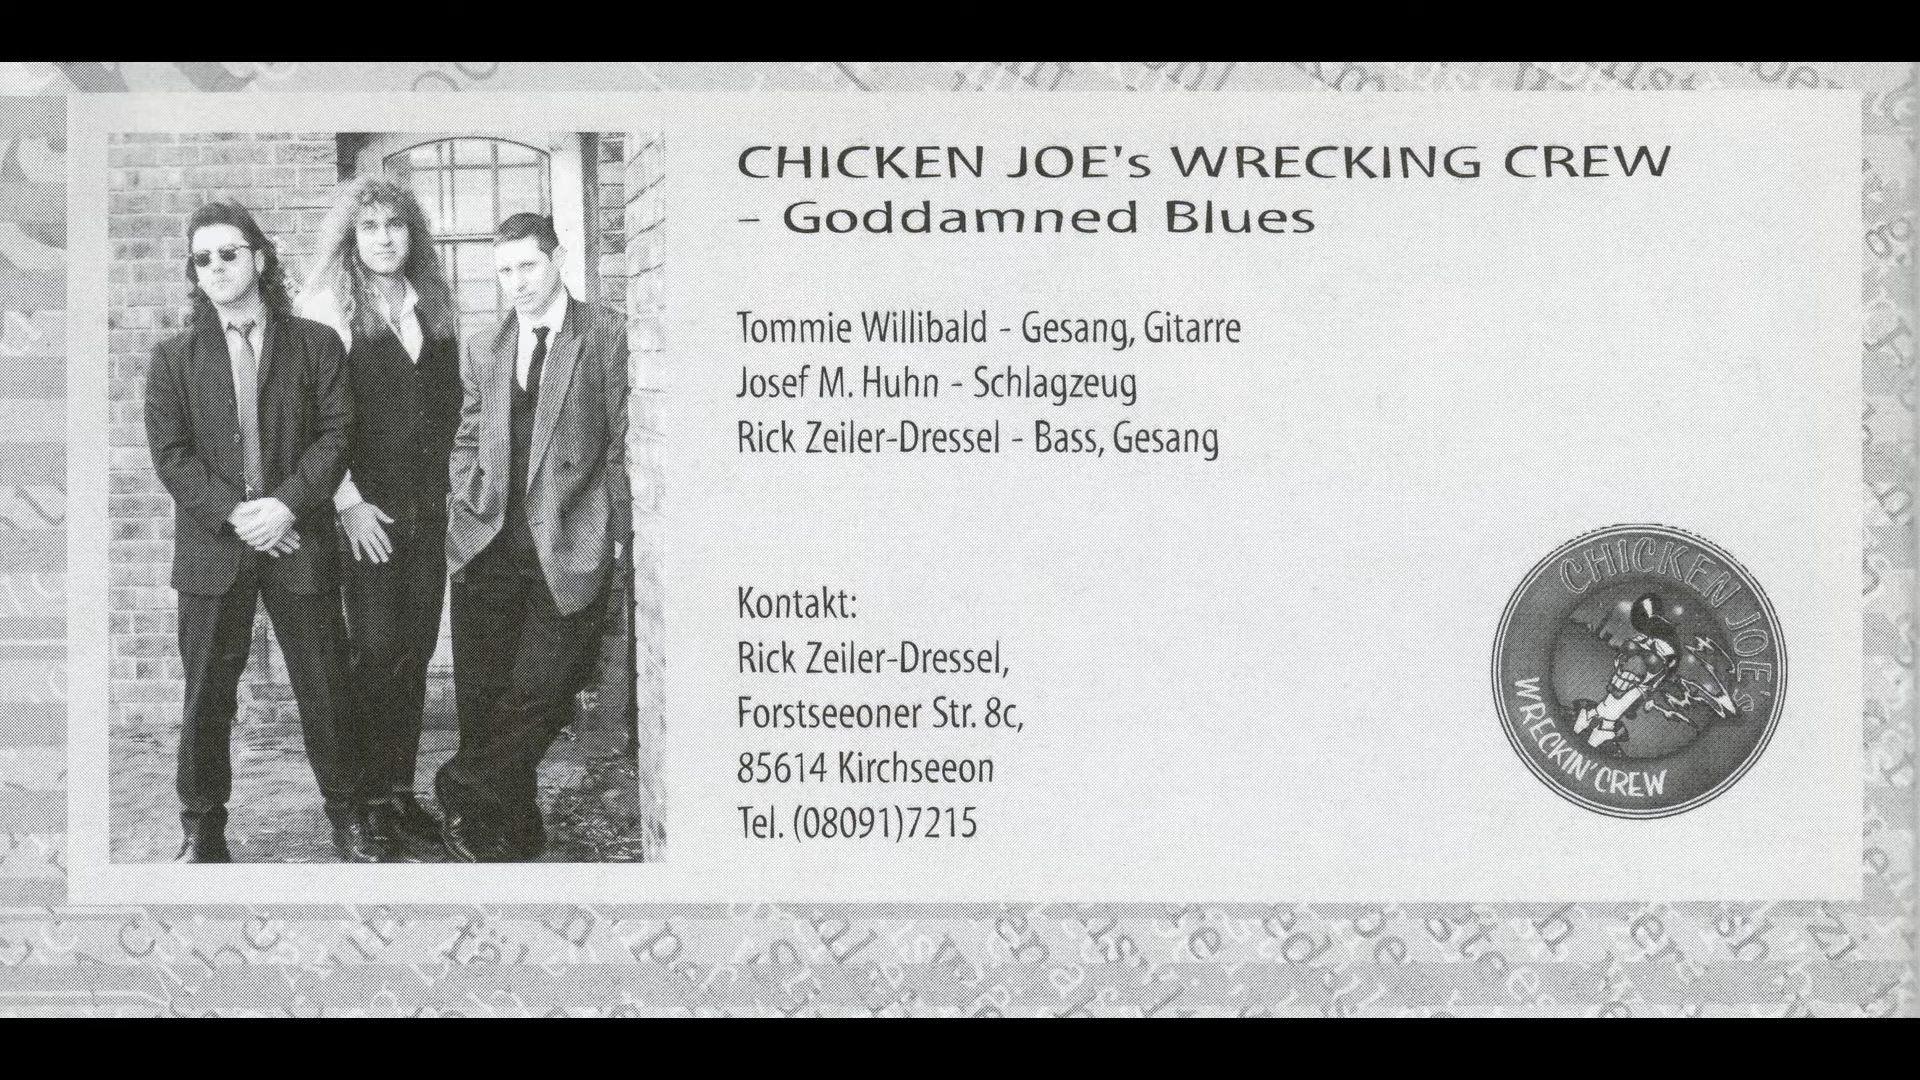 CHICKEN JOE's WRECKING CREW
– Goddamned Blues
Tommie Willibald - Gesang, Gitarre
Josef M. Huhn - Schlagzeug
Rick Zeiler-Dressel - Bass, Gesang
Kontakt:
Rick Zeiler-Dressel,
Forstseeoner Str. 8c,
85614 Kirchseeon
Tel. (08091)7215
CHICKEN JOE's
WRECKIN' CREW